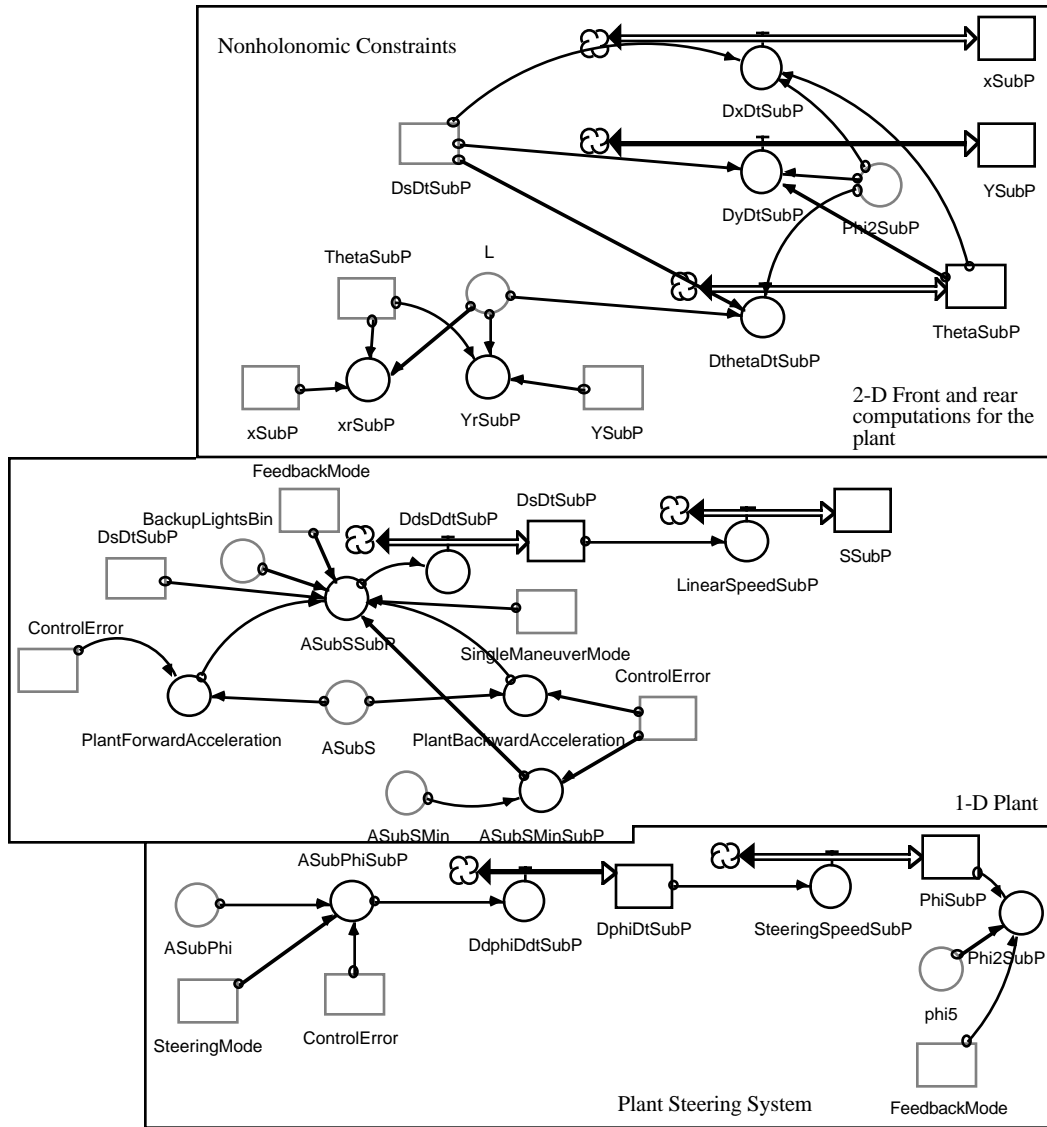 Nonholonomic Constraints
xSubP
DxDtSubP
DsDtSubP
YSubP
DyDtSubP
Phi2SubP
ThetaSubP
L
ThetaSubP
DthetaDtSubP
xSubP
xrSubP
YrSubP
YSubP
2-D Front and rear
computations for the
plant
FeedbackMode
DsDtSubP
DdsDdtSubP
BackupLightsBin
DsDtSubP
SSubP
LinearSpeedSubP
ControlError
ASubSSubP
SingleManeuverMode
ControlError
PlantForwardAcceleration
ASubS
PlantBackwardAcceleration
ASubSMin
ASubSMinSubP
1-D Plant
ASubPhiSubP
PhiSubP
ASubPhi
DdphiDdtSubP
DphiDtSubP
SteeringSpeedSubP
Phi2SubP
phi5
SteeringMode
ControlError
Plant Steering System
FeedbackMode